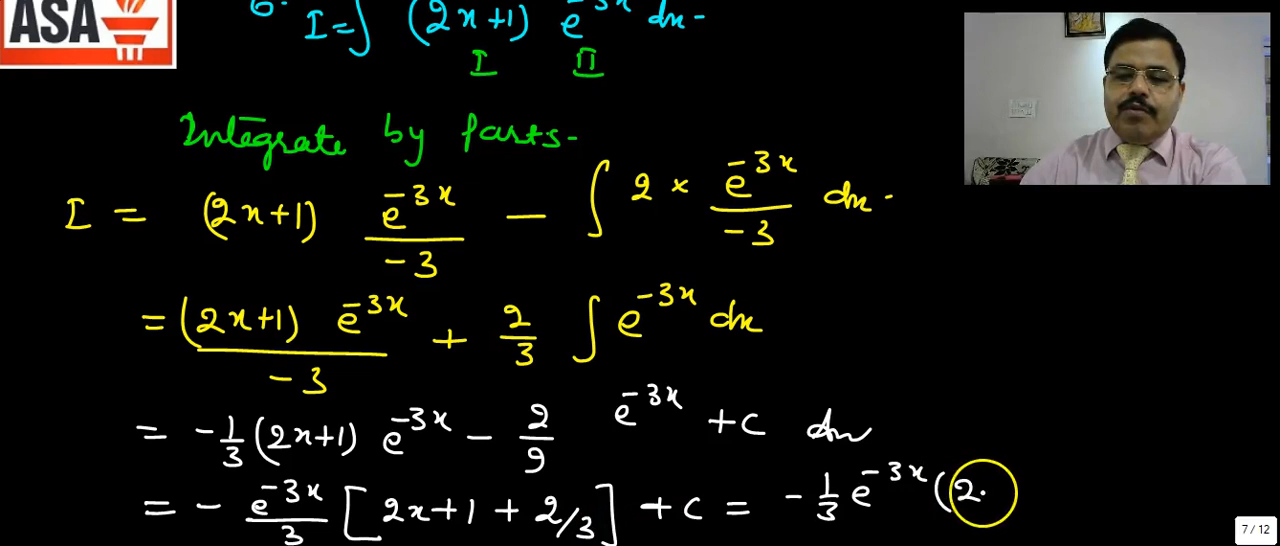 ASA
6. I = ∫ (2x+1) e^{-3x} dx
I II
Integrate by parts-
I = (2x+1) e^{-3x}/-3 - ∫ 2 × e^{-3x}/-3 dx.
= (2x+1) e^{-3x}/-3 + 2/3 ∫ e^{-3x} dx
= -1/3 (2x+1) e^{-3x} - 2/9 e^{-3x} + c dx
= - e^{-3x}/3 [2x+1 + 2/3] + c = -1/3 e^{-3x} (2.
7 / 12